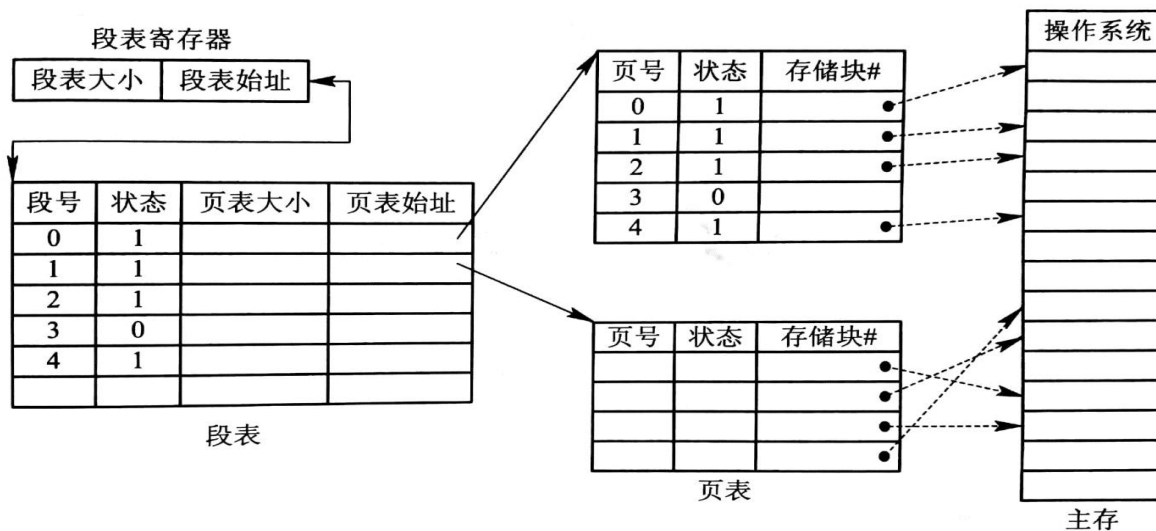 段表寄存器
段表大小 段表始址
段号 状态 页表大小 页表始址
0 1
1 1
2 1
3 0
4 1
段表
页号 状态 存储块#
0 1
1 1
2 1
3 0
4 1
页号 状态 存储块#
页表
操作系统
主存